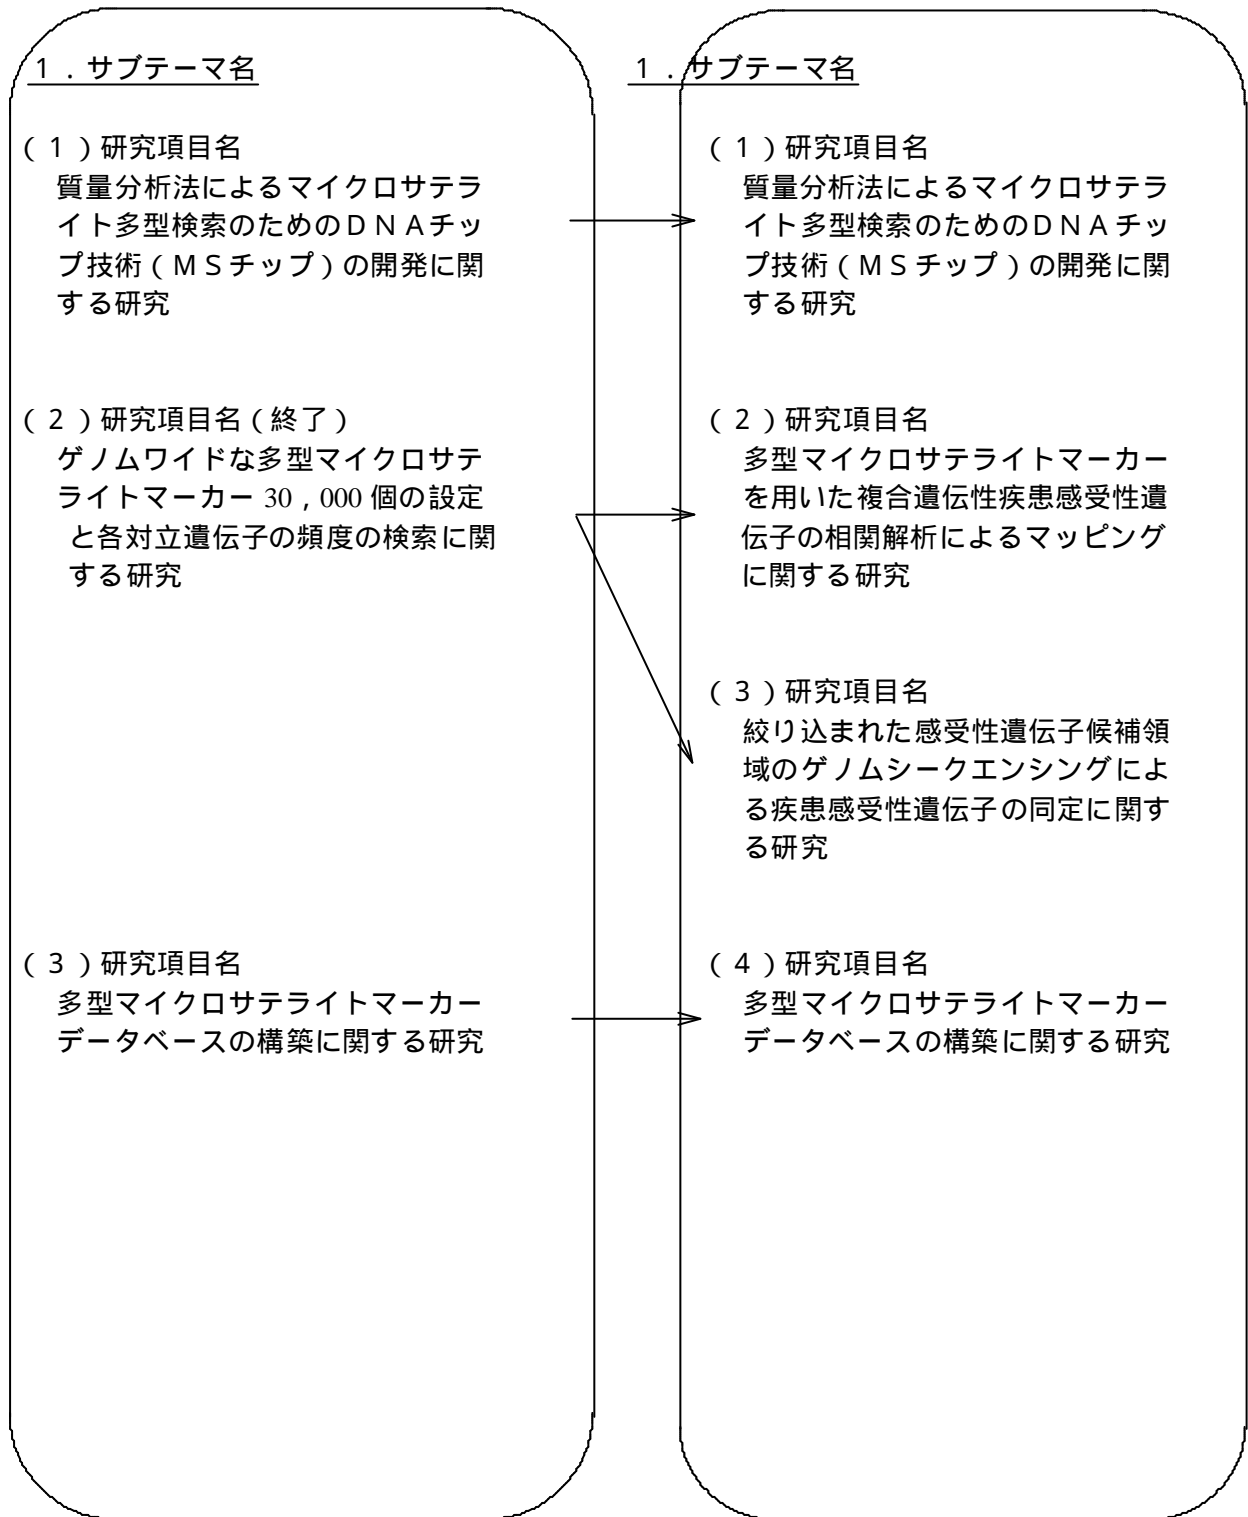 １．サブテーマ名
（１）研究項目名
質量分析法によるマイクロサテラ
イト多型検索のためのＤＮＡチッ
プ技術（ＭＳチップ）の開発に関
する研究
（２）研究項目名（終了）
ゲノムワイドな多型マイクロサテ
ライトマーカー 30，000 個の設定
と各対立遺伝子の頻度の検索に関
する研究
（３）研究項目名
多型マイクロサテライトマーカー
データベースの構築に関する研究
１．サブテーマ名
（１）研究項目名
質量分析法によるマイクロサテラ
イト多型検索のためのＤＮＡチッ
プ技術（ＭＳチップ）の開発に関
する研究
（２）研究項目名
多型マイクロサテライトマーカー
を用いた複合遺伝性疾患感受性遺
伝子の相関解析によるマッピング
に関する研究
（３）研究項目名
絞り込まれた感受性遺伝子候補領
域のゲノムシークエンシングによ
る疾患感受性遺伝子の同定に関す
る研究
（４）研究項目名
多型マイクロサテライトマーカー
データベースの構築に関する研究